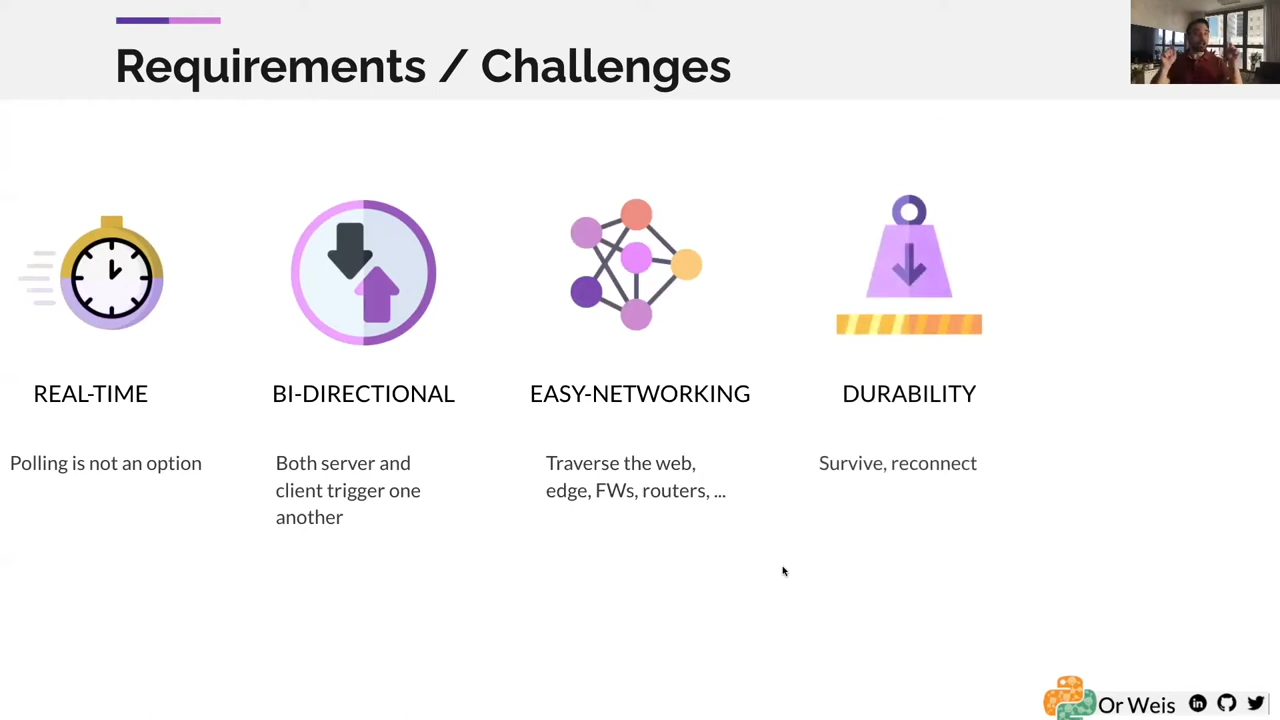 Requirements / Challenges
REAL-TIME
Polling is not an option
BI-DIRECTIONAL
Both server and
client trigger one
another
EASY-NETWORKING
Traverse the web,
edge, FWs, routers, ...
DURABILITY
Survive, reconnect
Or Weis